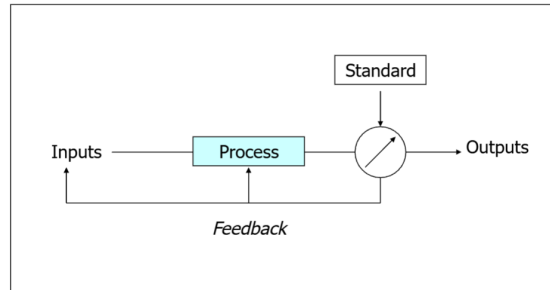 Standard
Inputs
Process
Outputs
Feedback